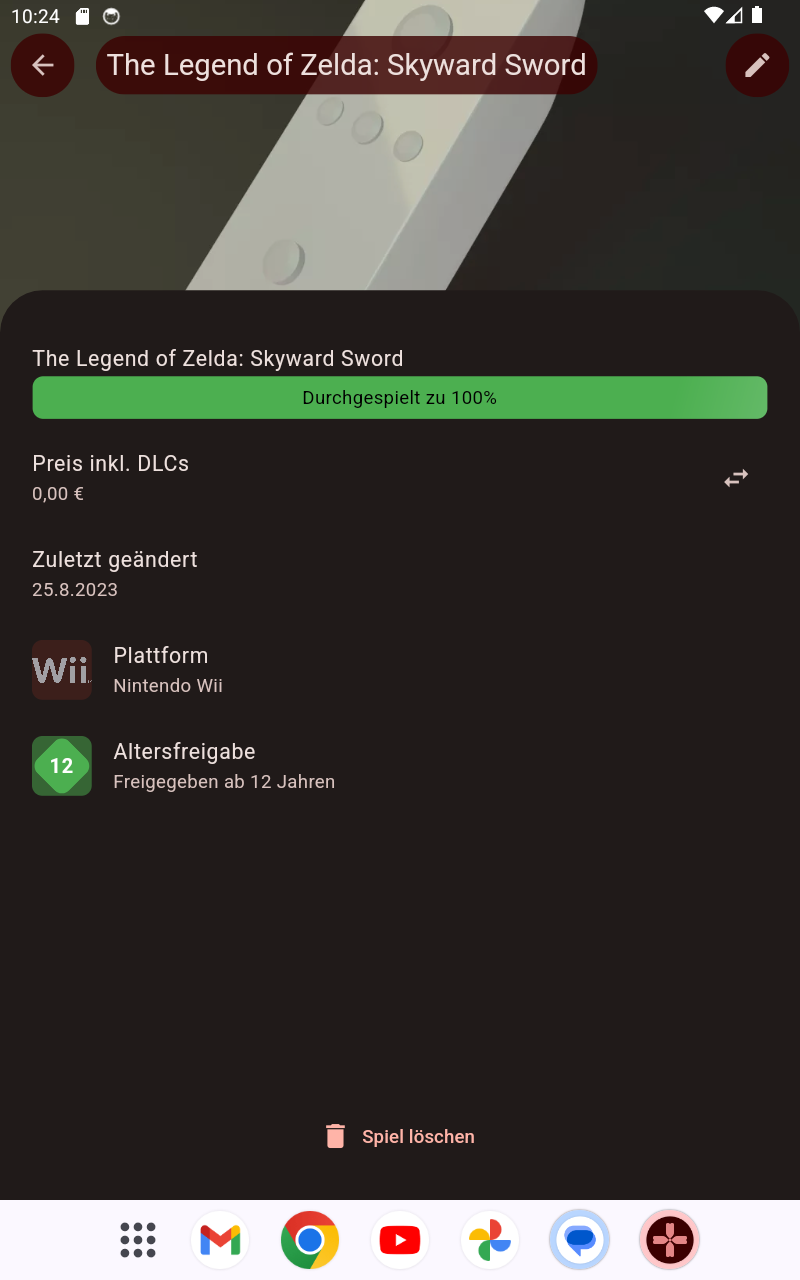 10:24
The Legend of Zelda: Skyward Sword
The Legend of Zelda: Skyward Sword
Durchgespielt zu 100%
Preis inkl. DLCs
0,00 €
Zuletzt geändert
25.8.2023
Wii
Plattform
Nintendo Wii
12
Altersfreigabe
Freigegeben ab 12 Jahren
Spiel löschen